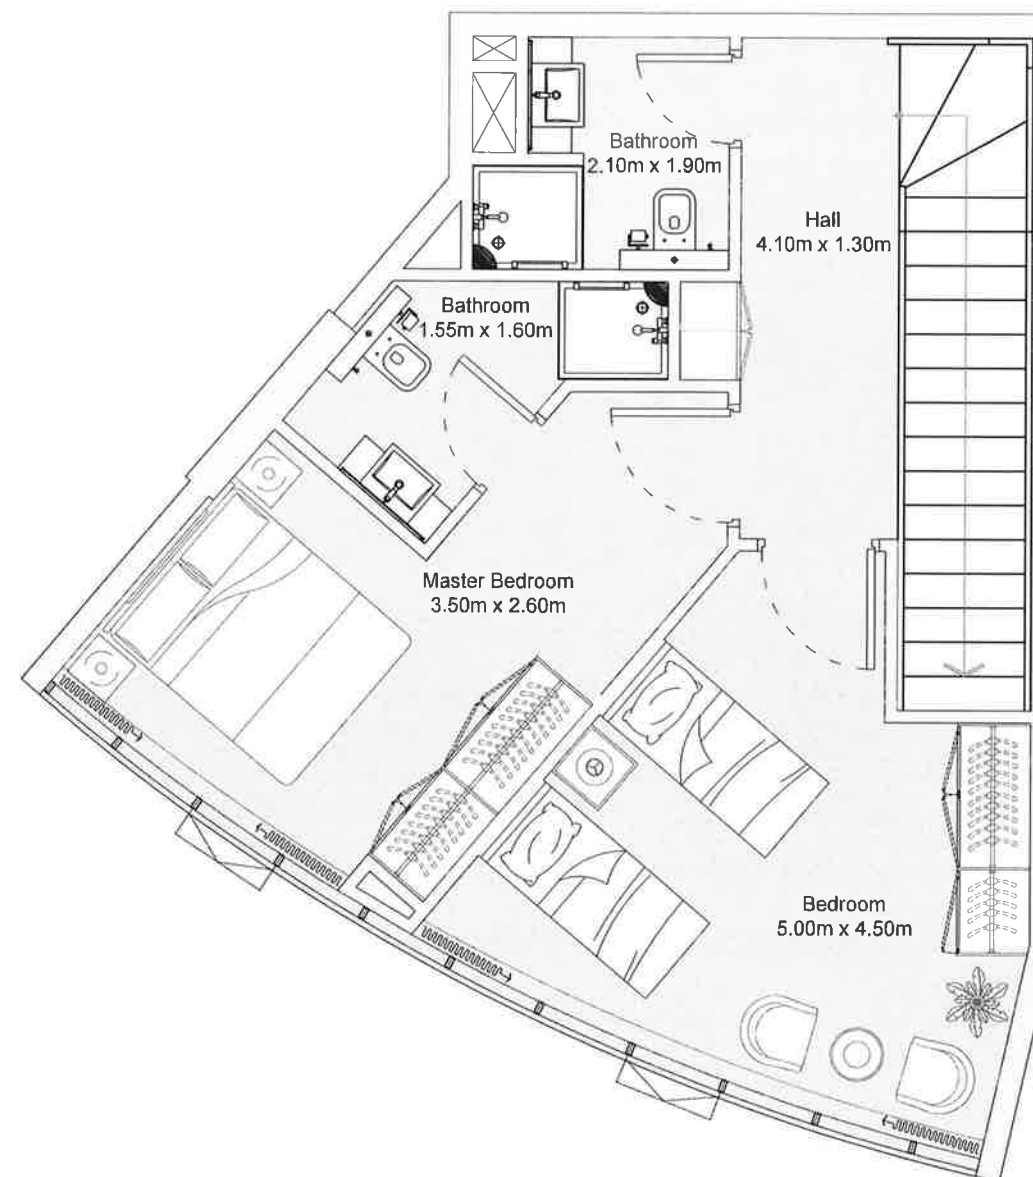 Bathroom
2.10m x 1.90m
Hall
4.10m x 1.30m
Bathroom
1.55m x 1.60m
Master Bedroom
3.50m x 2.60m
Bedroom
5.00m x 4.50m